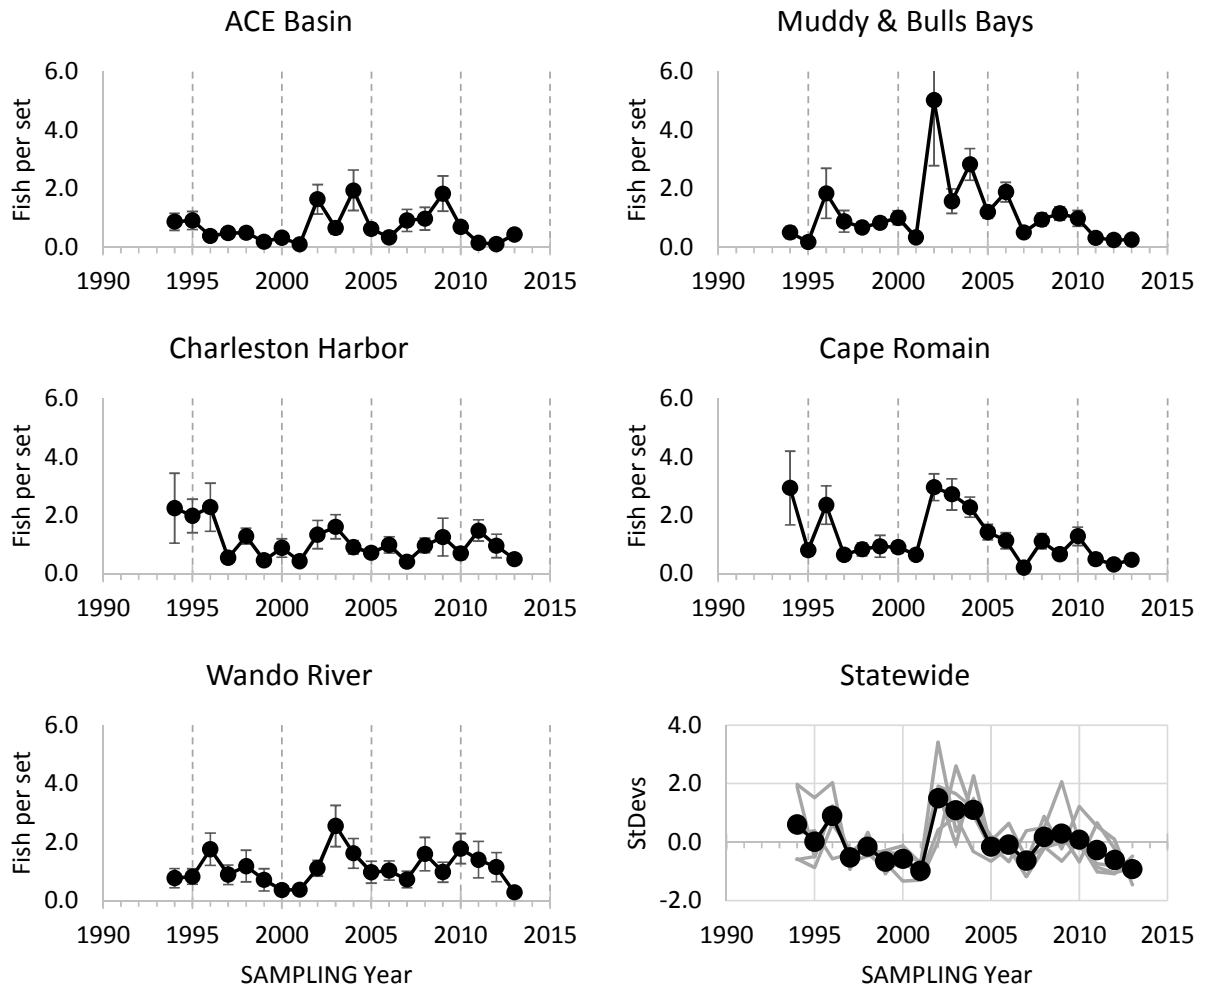 ACE Basin
6.0
4.0
2.0
0.0
Fish per set
1990 1995 2000 2005 2010 2015
Muddy & Bulls Bays
6.0
4.0
2.0
0.0
Fish per set
1990 1995 2000 2005 2010 2015
Charleston Harbor
6.0
4.0
2.0
0.0
Fish per set
1990 1995 2000 2005 2010 2015
Cape Romain
6.0
4.0
2.0
0.0
Fish per set
1990 1995 2000 2005 2010 2015
Wando River
6.0
4.0
2.0
0.0
Fish per set
1990 1995 2000 2005 2010 2015
SAMPLING Year
Statewide
4.0
2.0
0.0
-2.0
StDevs
1990 1995 2000 2005 2010 2015
SAMPLING Year